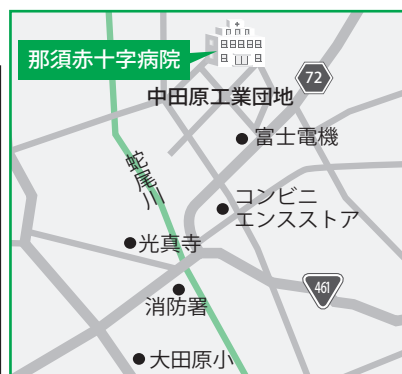 那須赤十字病院
72
中田原工業団地
富士電機
蛇尾川
コンビニ
エンスストア
光真寺
461
消防署
大田原小